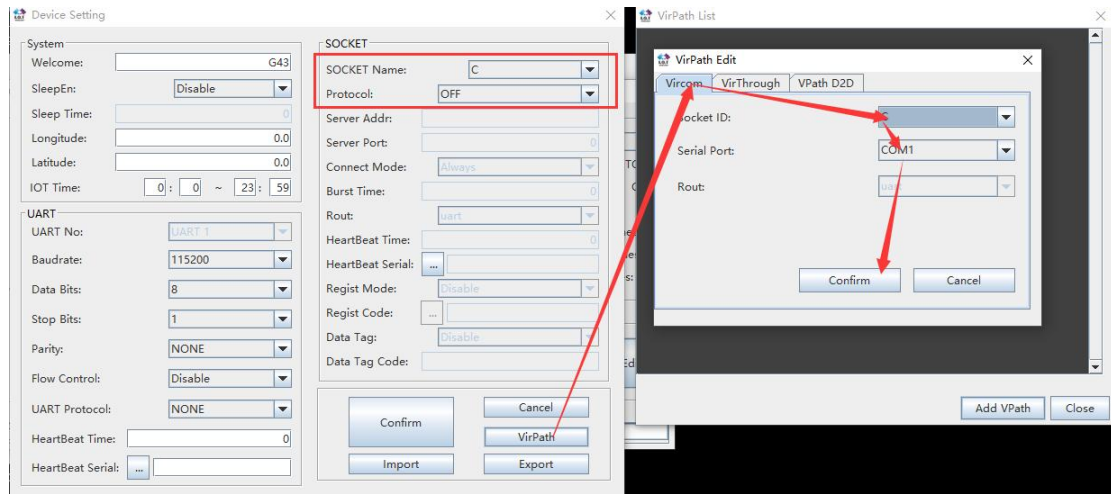 Device Setting
System
Welcome: G43
SleepEn: Disable
Sleep Time: 0
Longitude: 0.0
Latitude: 0.0
IOT Time: 0 : 0 ~ 23 : 59
UART
UART No: UART 1
Baudrate: 115200
Data Bits: 8
Stop Bits: 1
Parity: NONE
Flow Control: Disable
UART Protocol: NONE
HeartBeat Time: 0
HeartBeat Serial: ...
SOCKET
SOCKET Name: C
Protocol: OFF
Server Addr:
Server Port: 0
Connect Mode: Always
Burst Time: 0
Rout: uart
HeartBeat Time: 0
HeartBeat Serial: ...
Regist Mode: Disable
Regist Code: ...
Data Tag: Disable
Data Tag Code:
Confirm
Cancel
VirPath
Import
Export
VirPath List
VirPath Edit
Vircom VirThrough VPath D2D
Socket ID: C
Serial Port: COM1
Rout: uart
Confirm Cancel
Add VPath Close